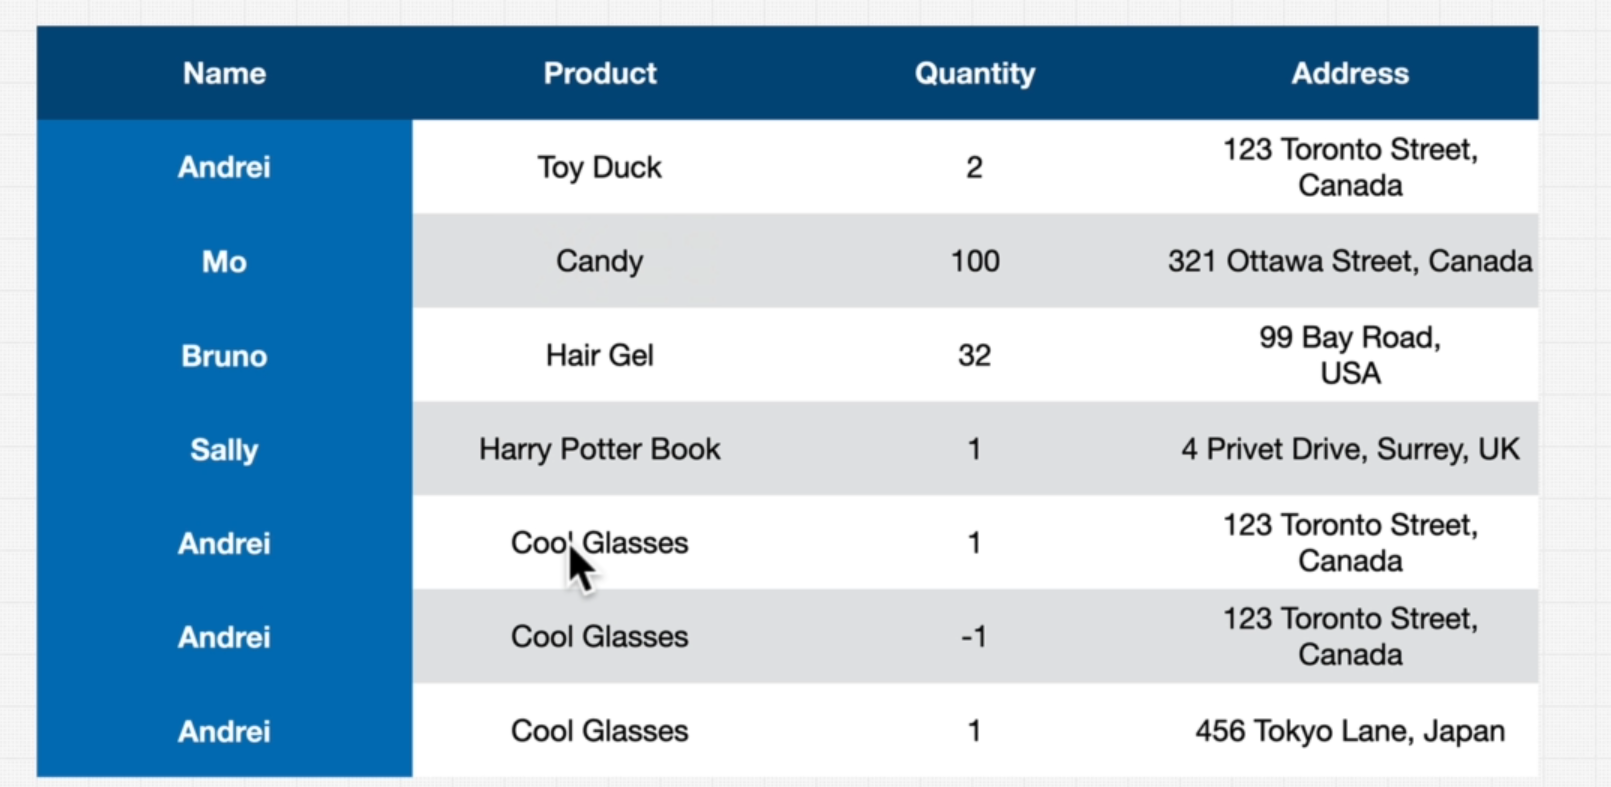 Name Product Quantity Address
Andrei Toy Duck 2 123 Toronto Street,
Canada
Mo Candy 100 321 Ottawa Street, Canada
Bruno Hair Gel 32 99 Bay Road,
USA
Sally Harry Potter Book 1 4 Privet Drive, Surrey, UK
Andrei Cool Glasses 1 123 Toronto Street,
Canada
Andrei Cool Glasses -1 123 Toronto Street,
Canada
Andrei Cool Glasses 1 456 Tokyo Lane, Japan